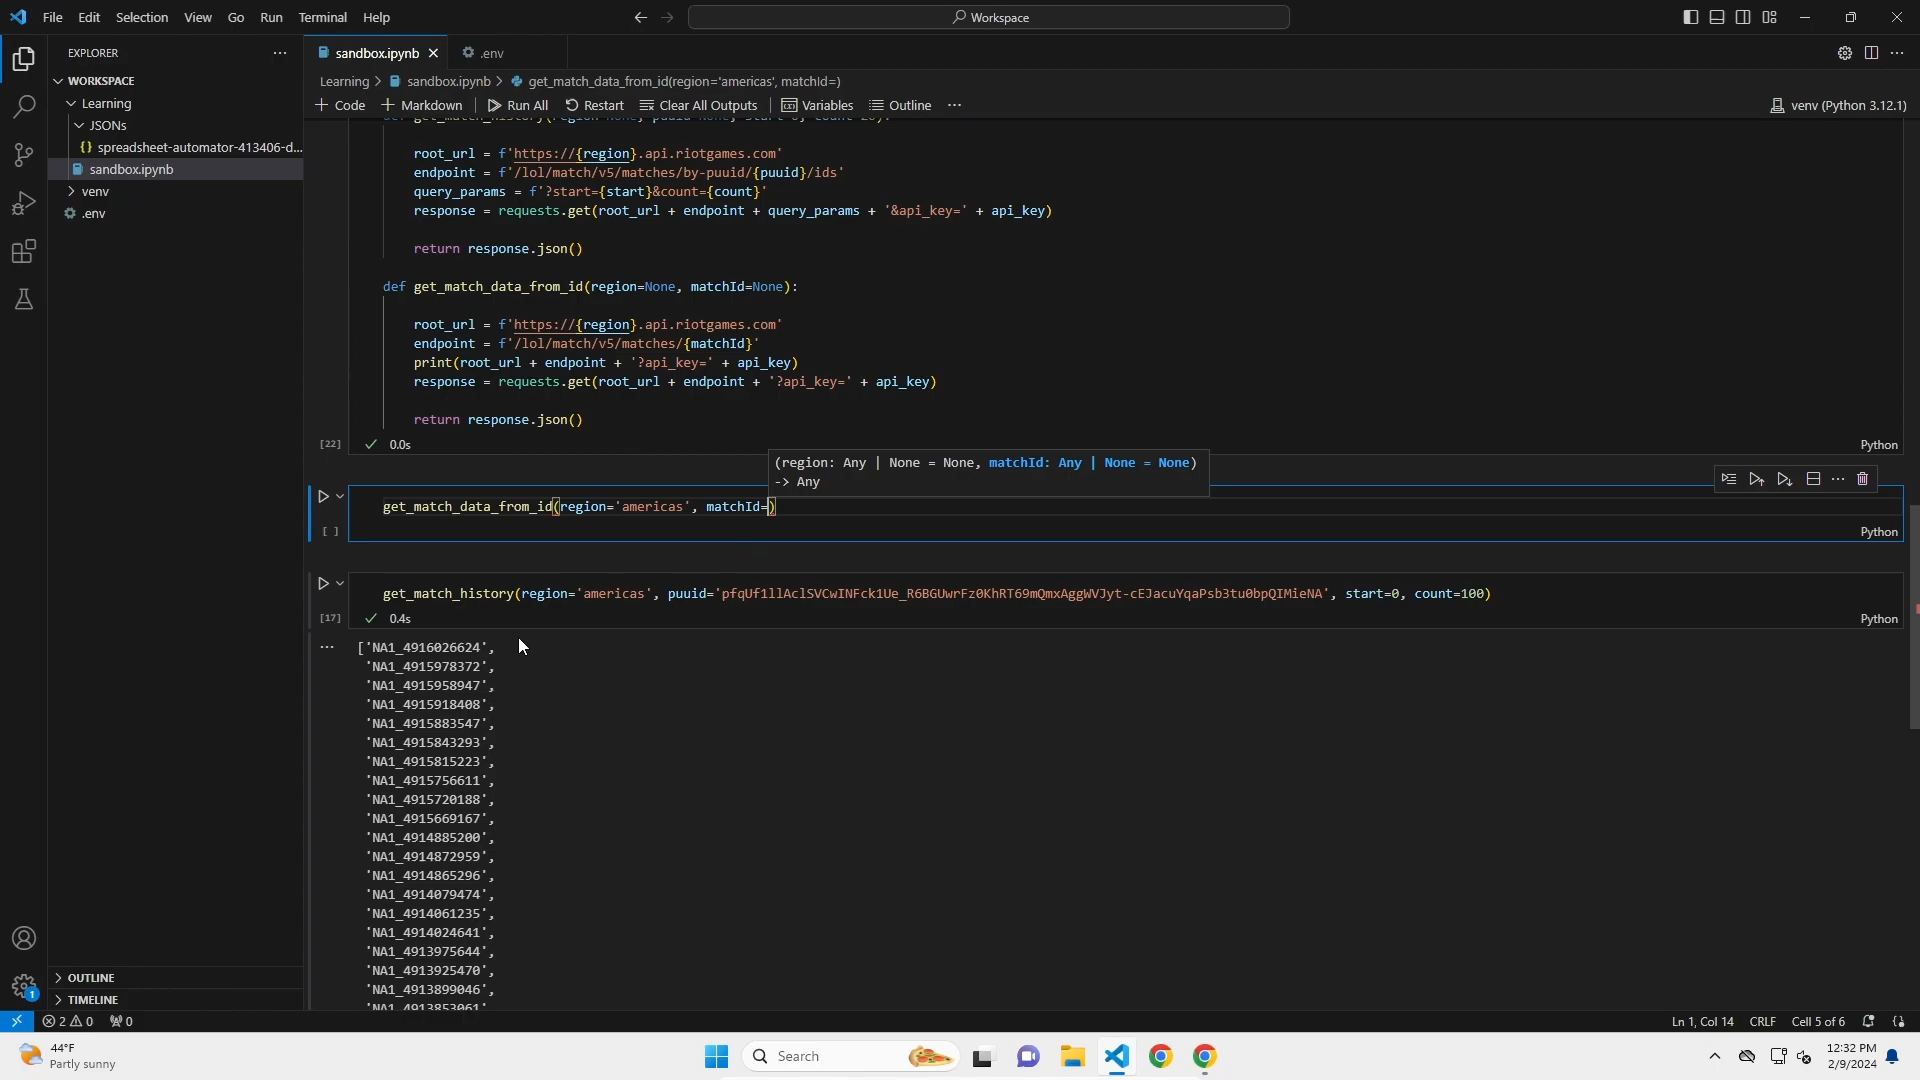 File Edit Selection View Go Run Terminal Help
Workspace
EXPLORER
WORKSPACE
Learning
JSONs
spreadsheet-automator-413406-d...
sandbox.ipynb
venv
.env
OUTLINE
TIMELINE
sandbox.ipynb
.env
Learning > sandbox.ipynb > get_match_data_from_id(region='americas', matchId=)
+ Code + Markdown Run All Restart Clear All Outputs Variables Outline ...
venv (Python 3.12.1)
root_url = f'https://{region}.api.riotgames.com'
endpoint = f'/lol/match/v5/matches/by-puuid/{puuid}/ids'
query_params = f'?start={start}&count={count}'
response = requests.get(root_url + endpoint + query_params + '&api_key=' + api_key)
return response.json()
def get_match_data_from_id(region=None, matchId=None):
root_url = f'https://{region}.api.riotgames.com'
endpoint = f'/lol/match/v5/matches/{matchId}'
print(root_url + endpoint + '?api_key=' + api_key)
response = requests.get(root_url + endpoint + '?api_key=' + api_key)
return response.json()
[22] 0.0s Python
(region: Any | None = None, matchId: Any | None = None)
-> Any
get_match_data_from_id(region='americas', matchId=)
[ ] Python
get_match_history(region='americas', puuid='pfqUf1llAclSVCwINFck1Ue_R6BGUwrFz0KhRT69mQmxAggWVJyt-cEJacuYqaPsb3tu0bpQIMieNA', start=0, count=100)
[17] 0.4s Python
['NA1_4916026624',
'NA1_4915978372',
'NA1_4915958947',
'NA1_4915918408',
'NA1_4915883547',
'NA1_4915843293',
'NA1_4915815223',
'NA1_4915756611',
'NA1_4915720188',
'NA1_4915669167',
'NA1_4914885200',
'NA1_4914872959',
'NA1_4914865296',
'NA1_4914079474',
'NA1_4914061235',
'NA1_4914024641',
'NA1_4913975644',
'NA1_4913925470',
'NA1_4913899046',
'NA1_4913853061',
2 0 0
Ln 1, Col 14 CRLF Cell 5 of 6
44°F
Partly sunny
Search
12:32 PM
2/9/2024